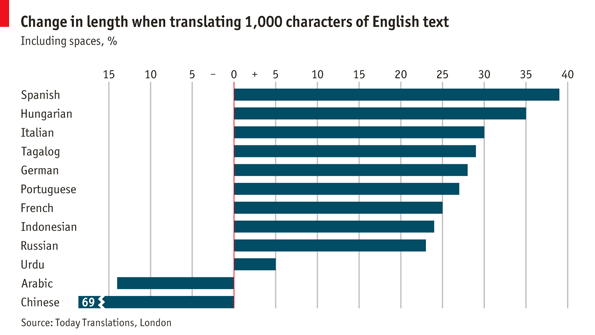 Change in length when translating 1,000 characters of English text
Including spaces, %
15 10 5 – 0 + 5 10 15 20 25 30 35 40
Spanish
Hungarian
Italian
Tagalog
German
Portuguese
French
Indonesian
Russian
Urdu
Arabic
Chinese 69
Source: Today Translations, London